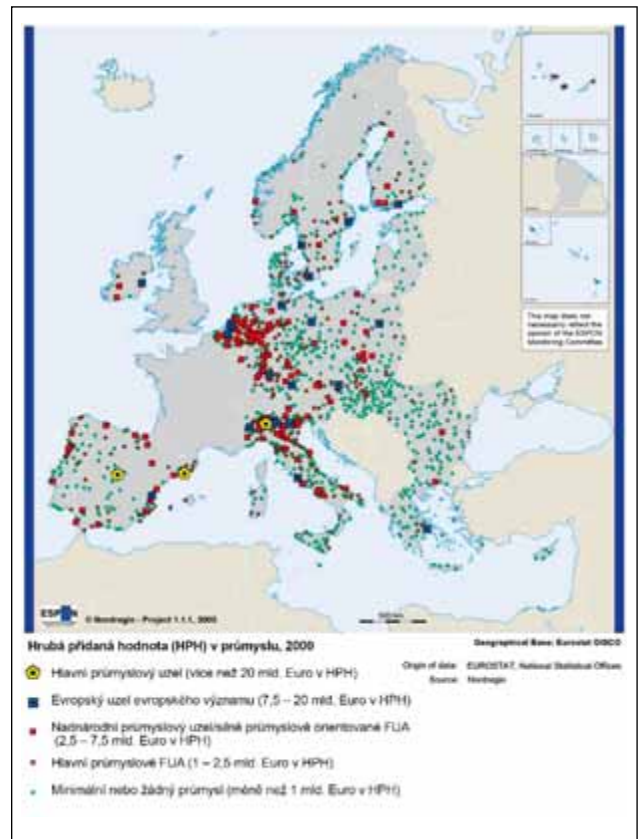 This map does not
necessarily reflect the
opinion of the ESPON
Monitoring Committee
ESPON
© Nordregio - Project 1.1.1, 2003
Hrubá přidaná hodnota (HPH) v průmyslu, 2000
Geographical Base: Eurostat GISCO
Origin of data: EUROSTAT, National Statistical Offices
Source: Nordregio
Hlavní průmyslový uzel (více než 20 mld. Euro v HPH)
Evropský uzel evropského významu (7,5 – 20 mld. Euro v HPH)
Nadnárodní průmyslový uzel/silně průmyslově orientované FUA
(2,5 – 7,5 mld. Euro v HPH)
Hlavní průmyslové FUA (1 – 2,5 mld. Euro v HPH)
Minimální nebo žádný průmysl (méně než 1 mld. Euro v HPH)